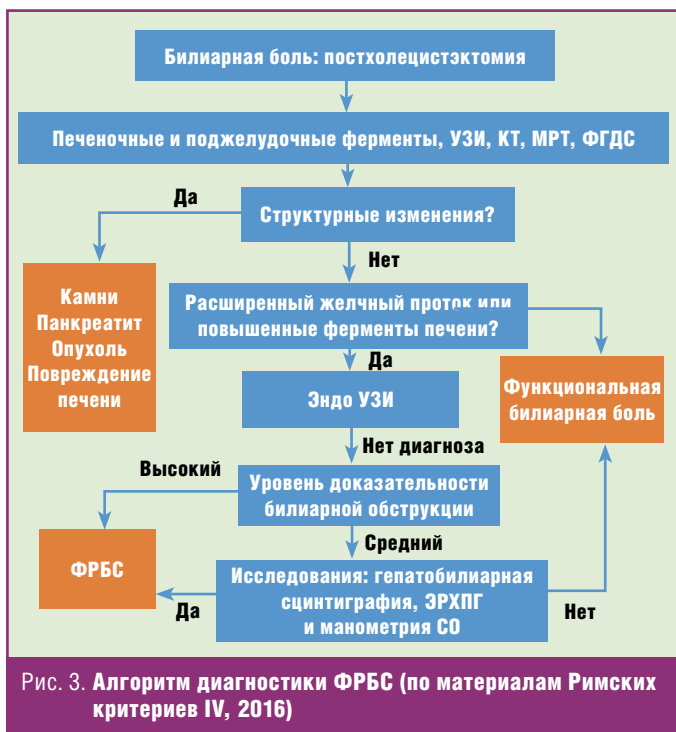 Билиарная боль: постхолецистэктомия
Печеночные и поджелудочные ферменты, УЗИ, КТ, МРТ, ФГДС
Да
Структурные изменения?
Нет
Камни
Панкреатит
Опухоль
Повреждение
печени
Расширенный желчный проток или
повышенные ферменты печени?
Да
Функциональная
билиарная боль
Эндо УЗИ
Нет диагноза
Высокий
Уровень доказательности
билиарной обструкции
Средний
ФРБС
Да
Исследования: гепатобилиарная
сцинтиграфия, ЭРХПГ
и манометрия СО
Нет
Рис. 3. Алгоритм диагностики ФРБС (по материалам Римских
критериев IV, 2016)